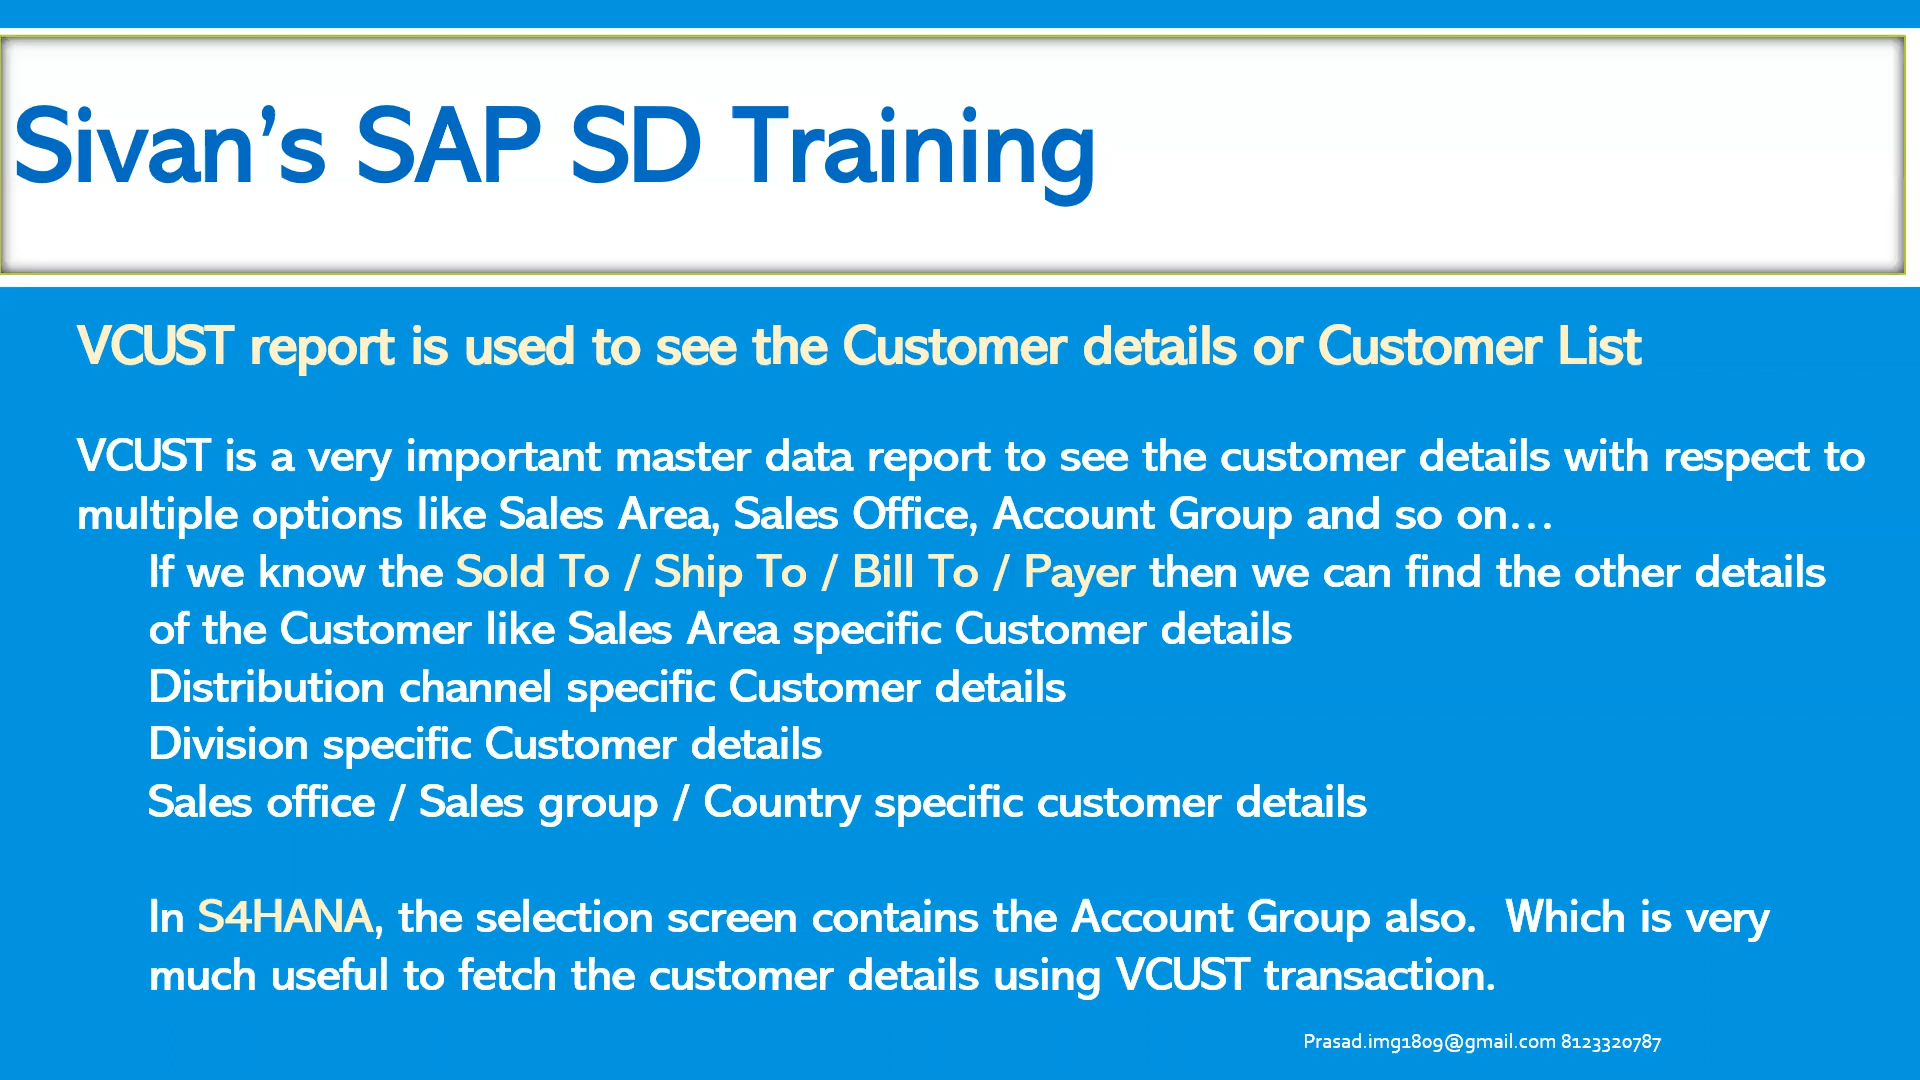 Sivan’s SAP SD Training
VCUST report is used to see the Customer details or Customer List
VCUST is a very important master data report to see the customer details with respect to
multiple options like Sales Area, Sales Office, Account Group and so on…
If we know the Sold To / Ship To / Bill To / Payer then we can find the other details
of the Customer like Sales Area specific Customer details
Distribution channel specific Customer details
Division specific Customer details
Sales office / Sales group / Country specific customer details
In S4HANA, the selection screen contains the Account Group also.  Which is very
much useful to fetch the customer details using VCUST transaction.
Prasad.img1809@gmail.com 8123320787